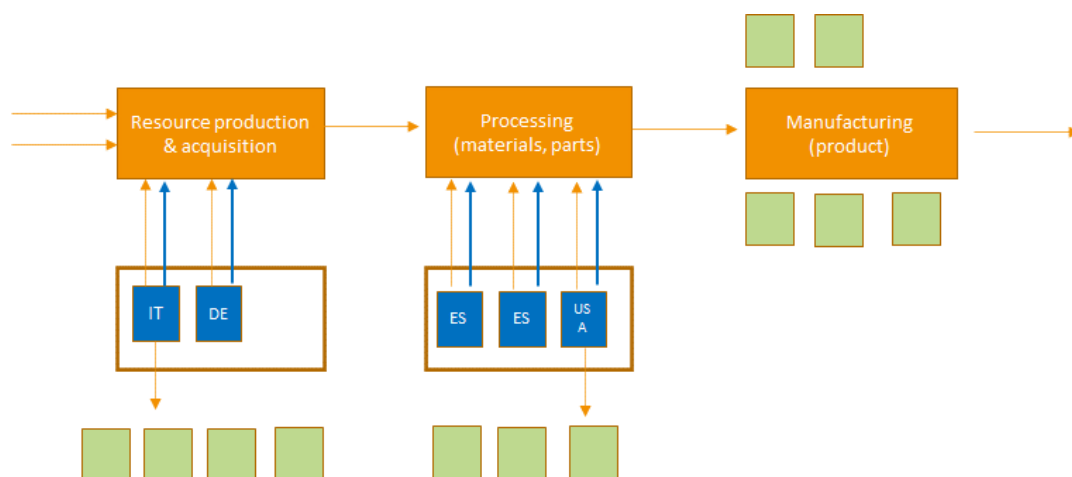 Resource production
& acquisition
Processing
(materials, parts)
Manufacturing
(product)
IT
DE
ES
ES
US
A